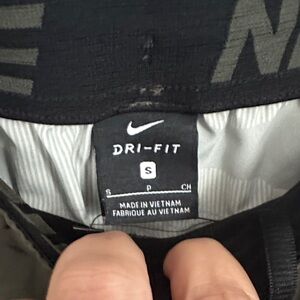 DRI-FIT
S
S P CH
MADE IN VIETNAM
FABRIQUE AU VIETNAM